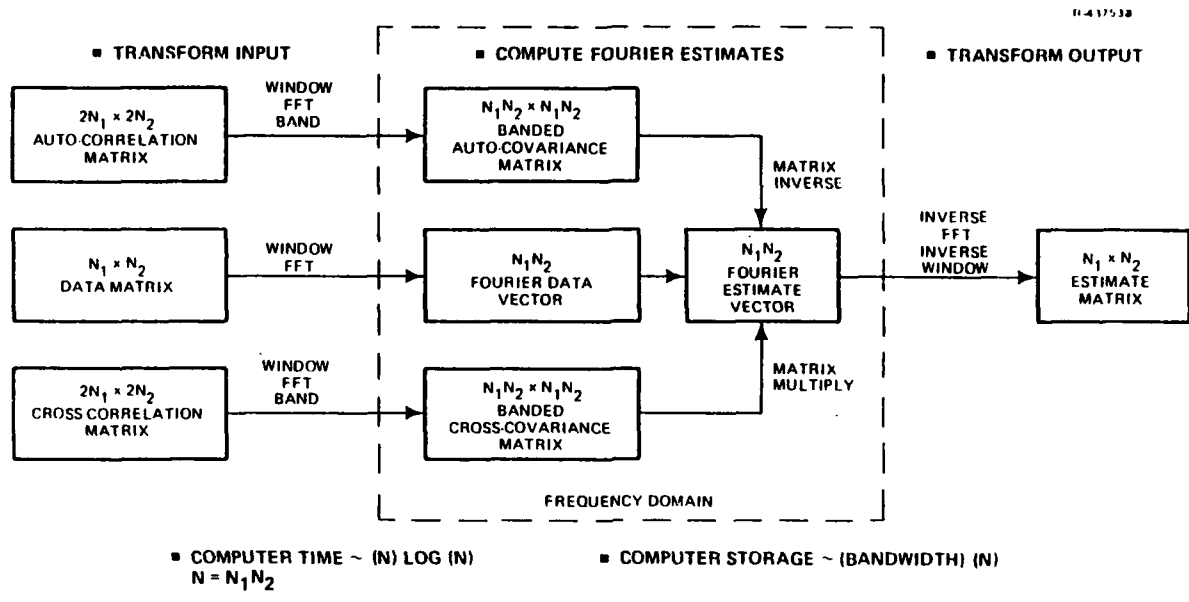 ■ TRANSFORM INPUT
■ COMPUTE FOURIER ESTIMATES
■ TRANSFORM OUTPUT
2N₁ × 2N₂
AUTO-CORRELATION
MATRIX
WINDOW
FFT
BAND
N₁N₂ × N₁N₂
BANDED
AUTO-COVARIANCE
MATRIX
MATRIX
INVERSE
N₁ × N₂
DATA MATRIX
WINDOW
FFT
N₁N₂
FOURIER DATA
VECTOR
N₁N₂
FOURIER
ESTIMATE
VECTOR
INVERSE
FFT
INVERSE
WINDOW
N₁ × N₂
ESTIMATE
MATRIX
2N₁ × 2N₂
CROSS CORRELATION
MATRIX
WINDOW
FFT
BAND
N₁N₂ × N₁N₂
BANDED
CROSS-COVARIANCE
MATRIX
MATRIX
MULTIPLY
FREQUENCY DOMAIN
■ COMPUTER TIME ~ (N) LOG (N)
N = N₁N₂
■ COMPUTER STORAGE ~ (BANDWIDTH) (N)